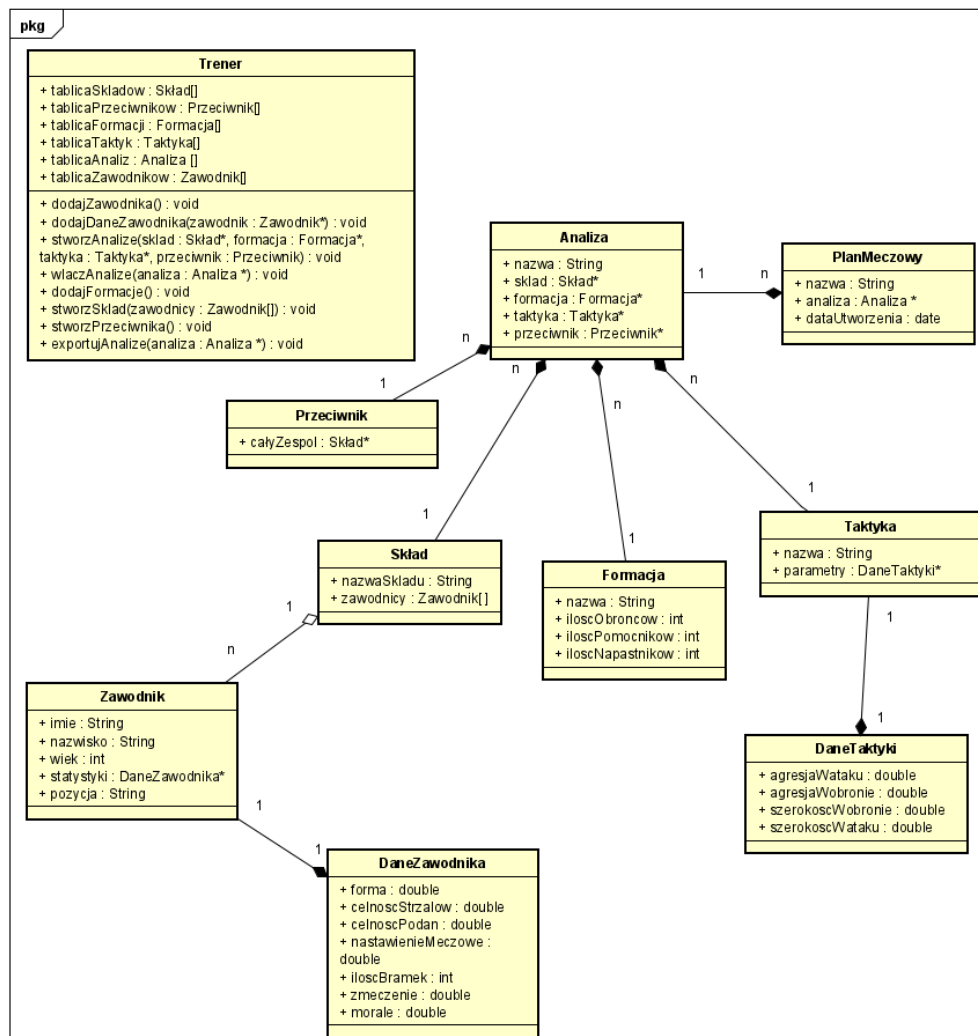 pkg
Trener
+ tablicaSkladow : Skład[]
+ tablicaPrzeciwnikow : Przeciwnik[]
+ tablicaFormacji : Formacja[]
+ tablicaTaktyk : Taktyka[]
+ tablicaAnaliz : Analiza []
+ tablicaZawodnikow : Zawodnik[]
+ dodajZawodnika() : void
+ dodajDaneZawodnika(zawodnik : Zawodnik*) : void
+ stworzAnalize(sklad : Skład*, formacja : Formacja*,
taktyka : Taktyka*, przeciwnik : Przeciwnik) : void
+ wlaczAnalize(analiza : Analiza *) : void
+ dodajFormacje() : void
+ stworzSklad(zawodnicy : Zawodnik[]) : void
+ stworzPrzeciwnika() : void
+ exportujAnalize(analiza : Analiza *) : void
Analiza
+ nazwa : String
+ sklad : Skład*
+ formacja : Formacja*
+ taktyka : Taktyka*
+ przeciwnik : Przeciwnik*
1
n
PlanMeczowy
+ nazwa : String
+ analiza : Analiza *
+ dataUtworzenia : date
n
1
n
1
n
1
n
1
Przeciwnik
+ całyZespol : Skład*
Skład
+ nazwaSkladu : String
+ zawodnicy : Zawodnik[ ]
Formacja
+ nazwa : String
+ iloscObroncow : int
+ iloscPomocnikow : int
+ iloscNapastnikow : int
Taktyka
+ nazwa : String
+ parametry : DaneTaktyki*
1
n
1
1
Zawodnik
+ imie : String
+ nazwisko : String
+ wiek : int
+ statystyki : DaneZawodnika*
+ pozycja : String
DaneTaktyki
+ agresjaWataku : double
+ agresjaWobronie : double
+ szerokoscWobronie : double
+ szerokoscWataku : double
1
1
DaneZawodnika
+ forma : double
+ celnoscStrzalow : double
+ celnoscPodan : double
+ nastawienieMeczowe :
double
+ iloscBramek : int
+ zmeczenie : double
+ morale : double